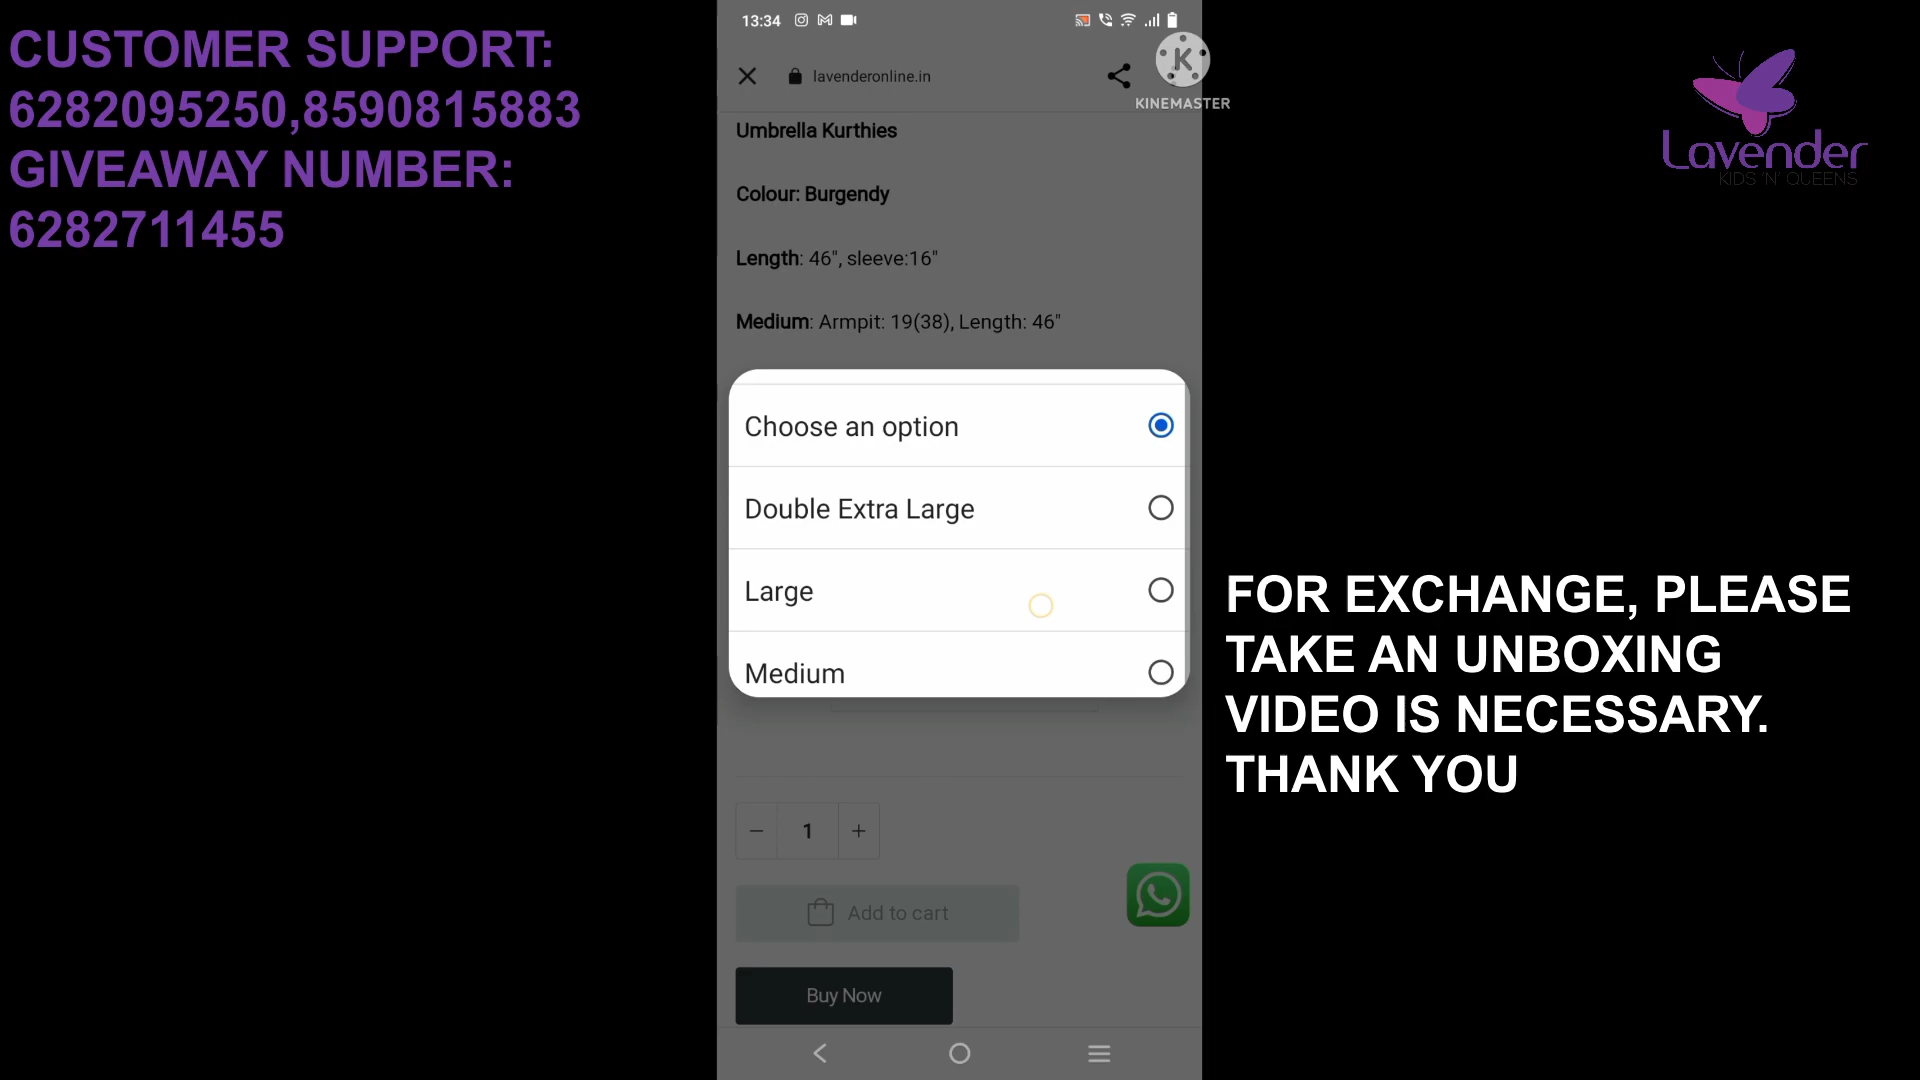 CUSTOMER SUPPORT:
6282095250,8590815883
GIVEAWAY NUMBER:
6282711455
13:34
lavenderonline.in
K
KINEMASTER
Umbrella Kurthies
Colour: Burgendy
Length: 46", sleeve:16"
Medium: Armpit: 19(38), Length: 46"
Choose an option
Double Extra Large
Large
Medium
1
Add to cart
Buy Now
Lavender
KIDS 'N' QUEENS
FOR EXCHANGE, PLEASE
TAKE AN UNBOXING
VIDEO IS NECESSARY.
THANK YOU